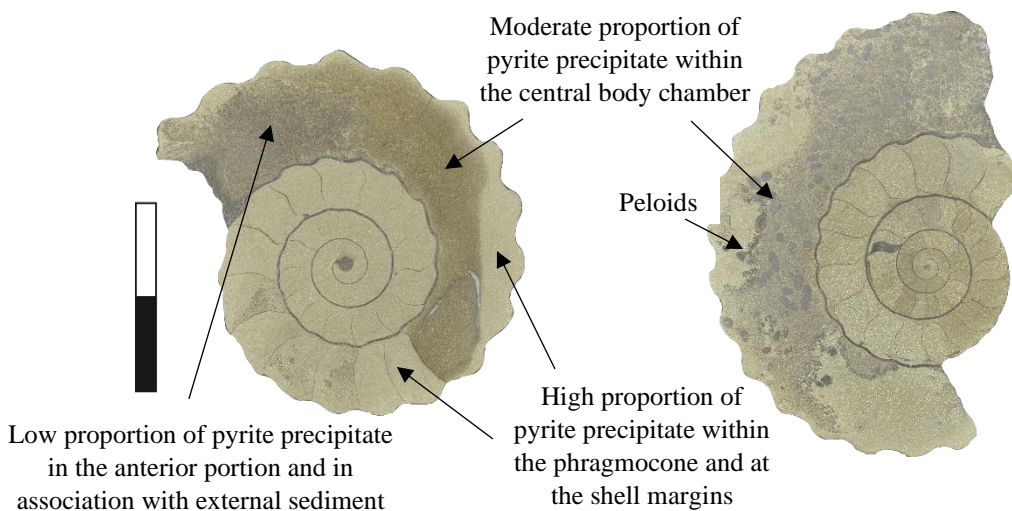 Moderate proportion of
pyrite precipitate within
the central body chamber
Peloids
Low proportion of pyrite precipitate
in the anterior portion and in
association with external sediment
High proportion of
pyrite precipitate within
the phragmocone and at
the shell margins